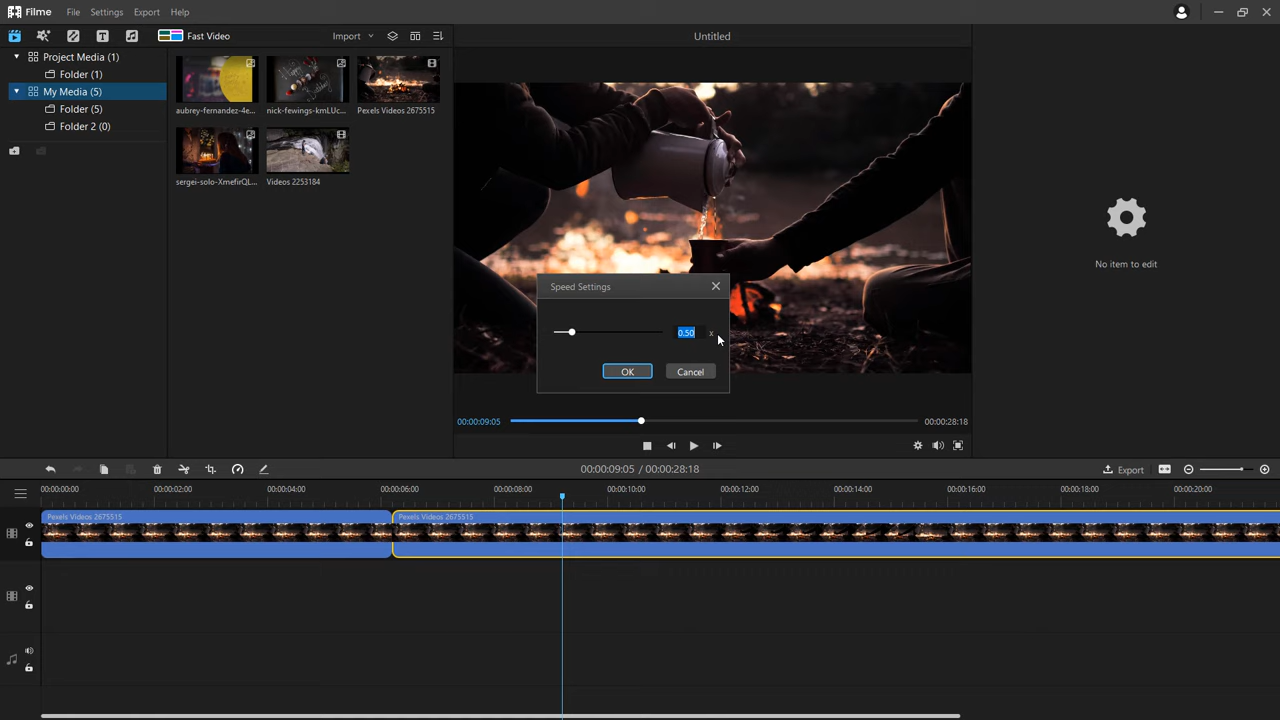 Filme File Settings Export Help
Fast Video Import
Untitled
Project Media (1)
Folder (1)
My Media (5)
Folder (5)
Folder 2 (0)
aubrey-fernandez-4e... nick-fewings-kmLUc... Pexels Videos 2675515
sergei-solo-XmefirQL... Videos 2253184
No item to edit
Speed Settings
0.50 x
OK Cancel
00:00:09:05 00:00:28:18
00:00:09:05 / 00:00:28:18 Export
00:00:00:00 00:00:02:00 00:00:04:00 00:00:06:00 00:00:08:00 00:00:10:00 00:00:12:00 00:00:14:00 00:00:16:00 00:00:18:00 00:00:20:00
Pexels Videos 2675515 Pexels Videos 2675515